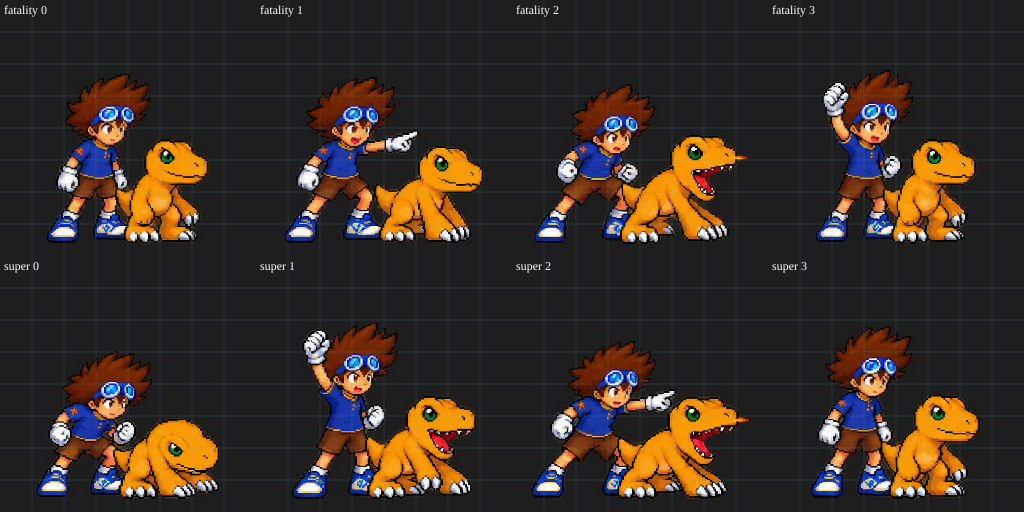 fatality 0
fatality 1
fatality 2
fatality 3
super 0
super 1
super 2
super 3